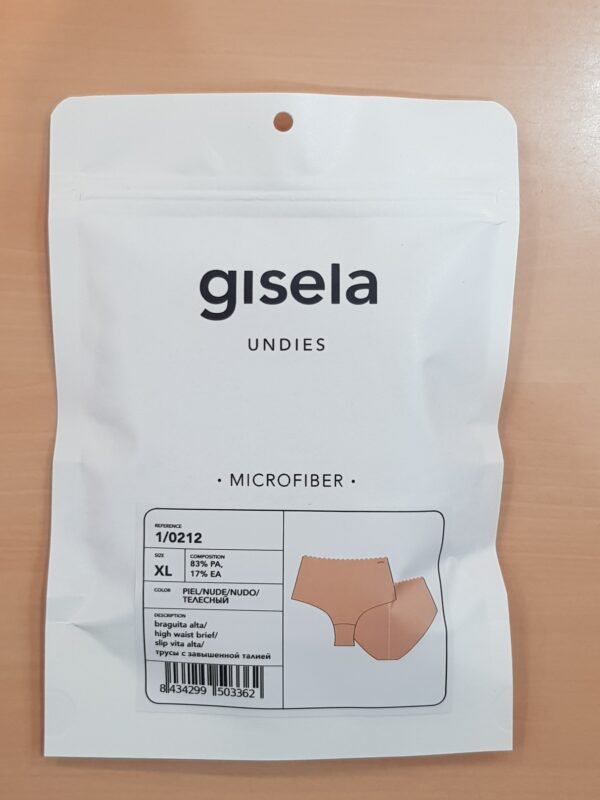 gisela
UNDIES
· MICROFIBER ·
REFERENCE
1/0212
SIZE
XL
COMPOSITION
83% PA,
17% EA
COLOR
PIEL/NUDE/NUDO/
ТЕЛЕСНЫЙ
DESCRIPTION
braguita alta/
high waist brief/
slip vita alta/
трусы с завышенной талией
8 434299 503362